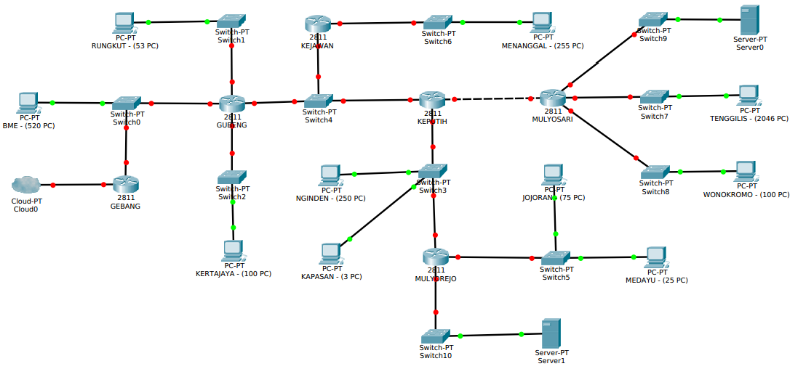 PC-PT
RUNGKUT - (53 PC)
Switch-PT
Switch1
2811
KEJAWAN
Switch-PT
Switch6
PC-PT
MENANGGAL - (255 PC)
Switch-PT
Switch9
Server-PT
Server0
PC-PT
BME - (520 PC)
Switch-PT
Switch0
2811
GUBENG
Switch-PT
Switch4
2811
KEPUTIH
2811
MULYOSARI
Switch-PT
Switch7
PC-PT
TENGGILIS - (2046 PC)
Cloud-PT
Cloud0
2811
GEBANG
Switch-PT
Switch2
PC-PT
NGINDEN - (250 PC)
Switch-PT
Switch3
PC-PT
JOJORAN - (75 PC)
Switch-PT
Switch8
PC-PT
WONOKROMO - (100 PC)
PC-PT
KERTAJAYA - (100 PC)
PC-PT
KAPASAN - (3 PC)
2811
MULYOREJO
Switch-PT
Switch5
PC-PT
MEDAYU - (25 PC)
Switch-PT
Switch10
Server-PT
Server1